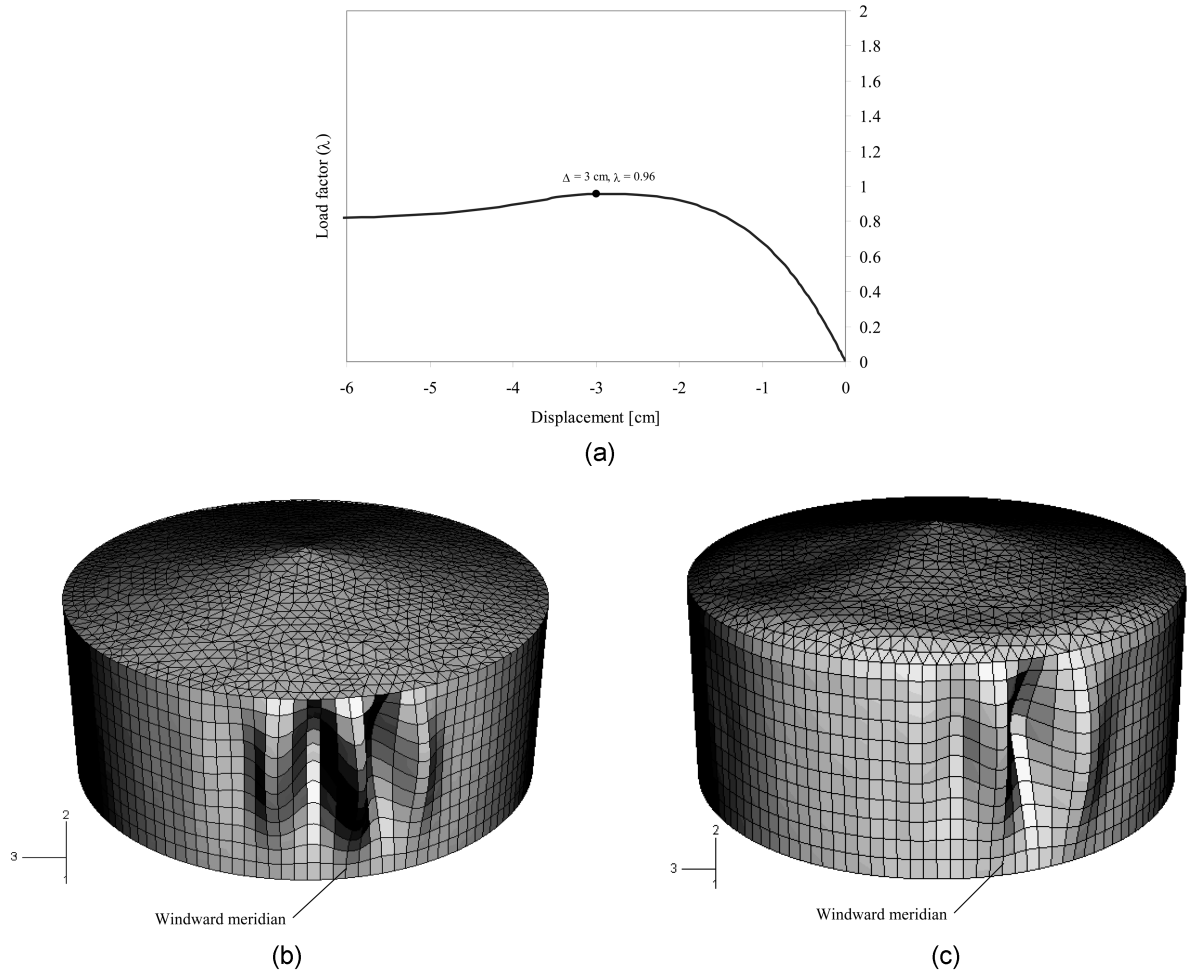 2
1.8
1.6
1.4
1.2
1
0.8
0.6
0.4
0.2
0
Load factor (λ)
Δ = 3 cm, λ = 0.96
-6 -5 -4 -3 -2 -1 0
Displacement [cm]
(a)
2
3
1
Windward meridian
(b)
2
3
1
Windward meridian
(c)